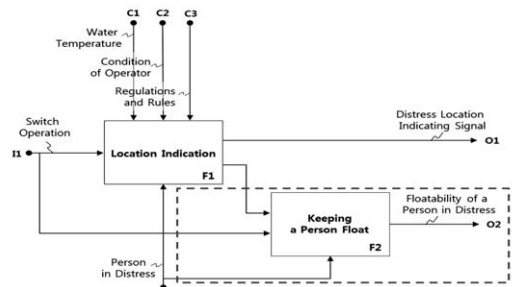 C1 C2 C3
Water
Temperature
Condition
of Operator
Regulations
and Rules
Switch
Operation
I1
Location Indication
F1
Distress Location
Indicating Signal
O1
Keeping
a Person Float
F2
Floatability of a
Person in Distress
O2
Person
in Distress